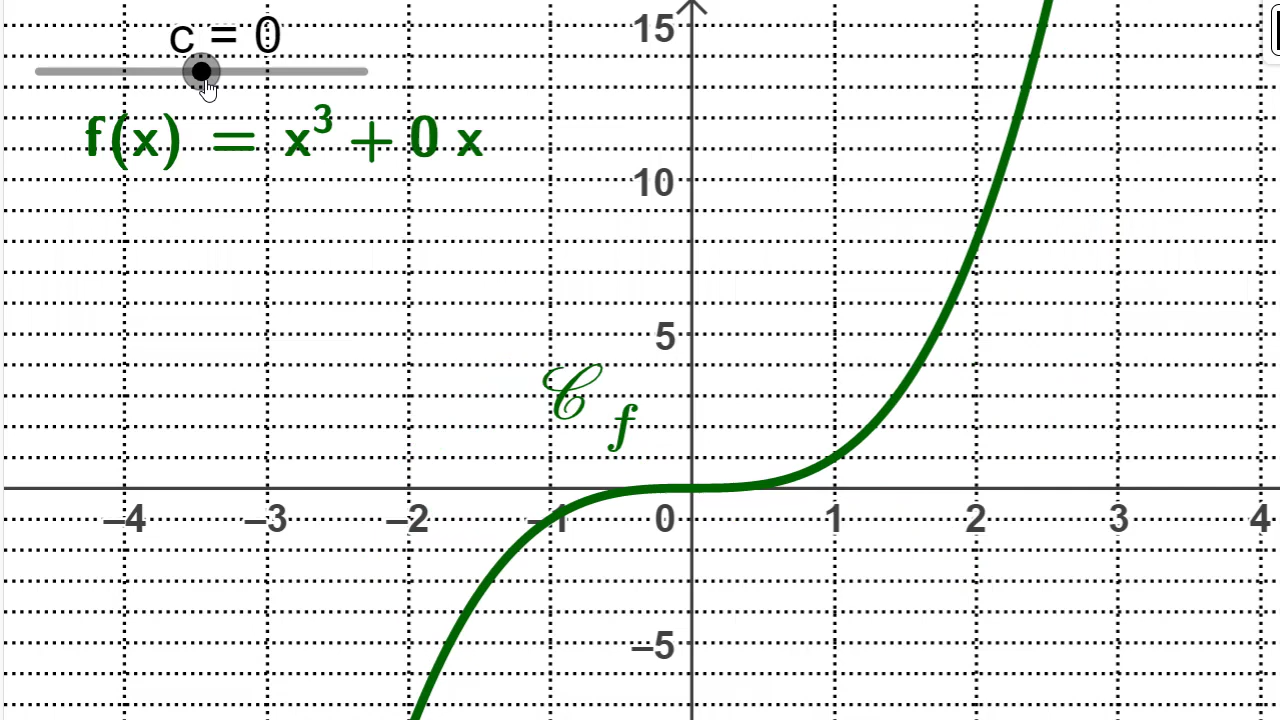 c = 0
f(x) = x³ + 0 x
15
10
5
𝒞 f
–4 –3 –2 –1 0 1 2 3 4
–5